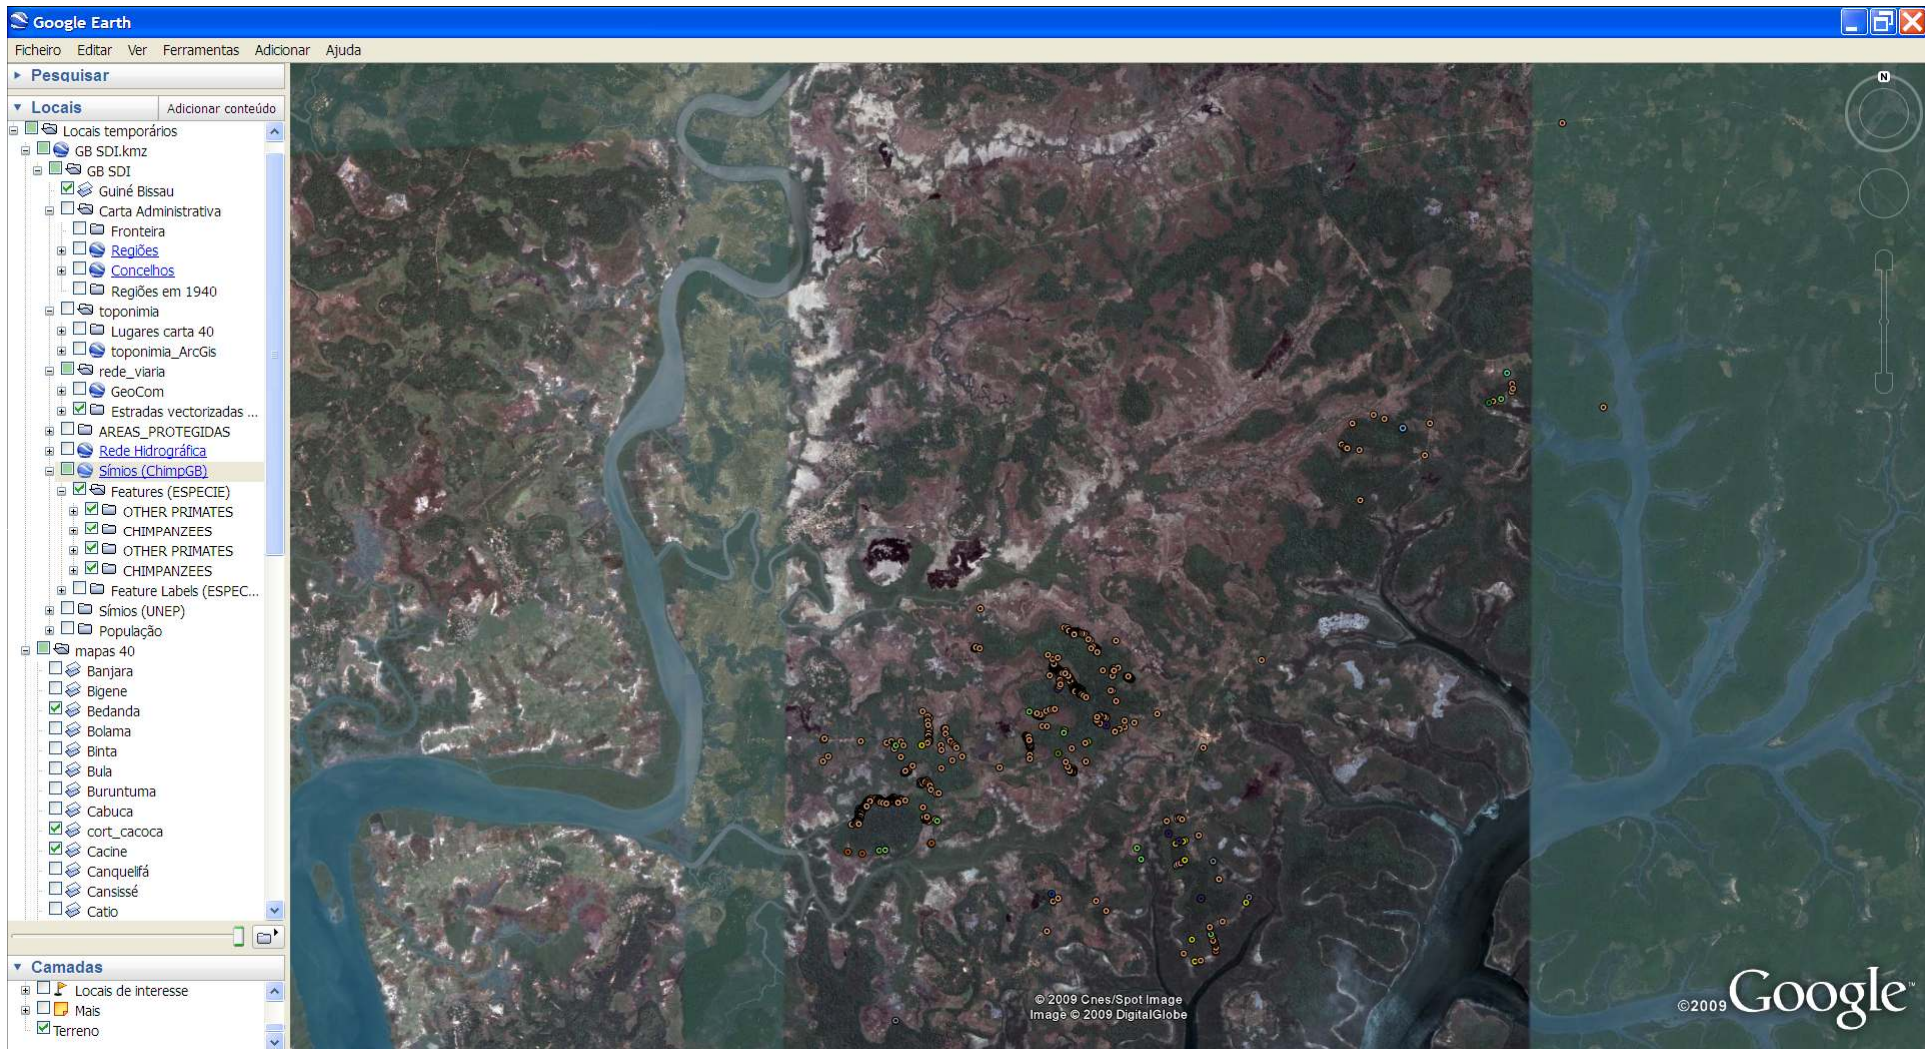 Google Earth
Ficheiro Editar Ver Ferramentas Adicionar Ajuda
Pesquisar
Locais Adicionar conteúdo
Locais temporários
GB SDI.kmz
GB SDI
Guiné Bissau
Carta Administrativa
Fronteira
Regiões
Concelhos
Regiões em 1940
toponimia
Lugares carta 40
toponimia_ArcGis
rede_viaria
GeoCom
Estradas vectorizadas ...
AREAS_PROTEGIDAS
Rede Hidrográfica
Símios (ChimpGB)
Features (ESPECIE)
OTHER PRIMATES
CHIMPANZEES
OTHER PRIMATES
CHIMPANZEES
Feature Labels (ESPEC...
Símios (UNEP)
População
mapas 40
Banjara
Bigene
Bedanda
Bolama
Binta
Bula
Buruntuma
Cabuca
cort_cacoca
Cacine
Canquelifá
Cansissé
Catio
Camadas
Locais de interesse
Mais
Terreno
N
© 2009 Cnes/Spot Image
Image © 2009 DigitalGlobe
©2009 Google™